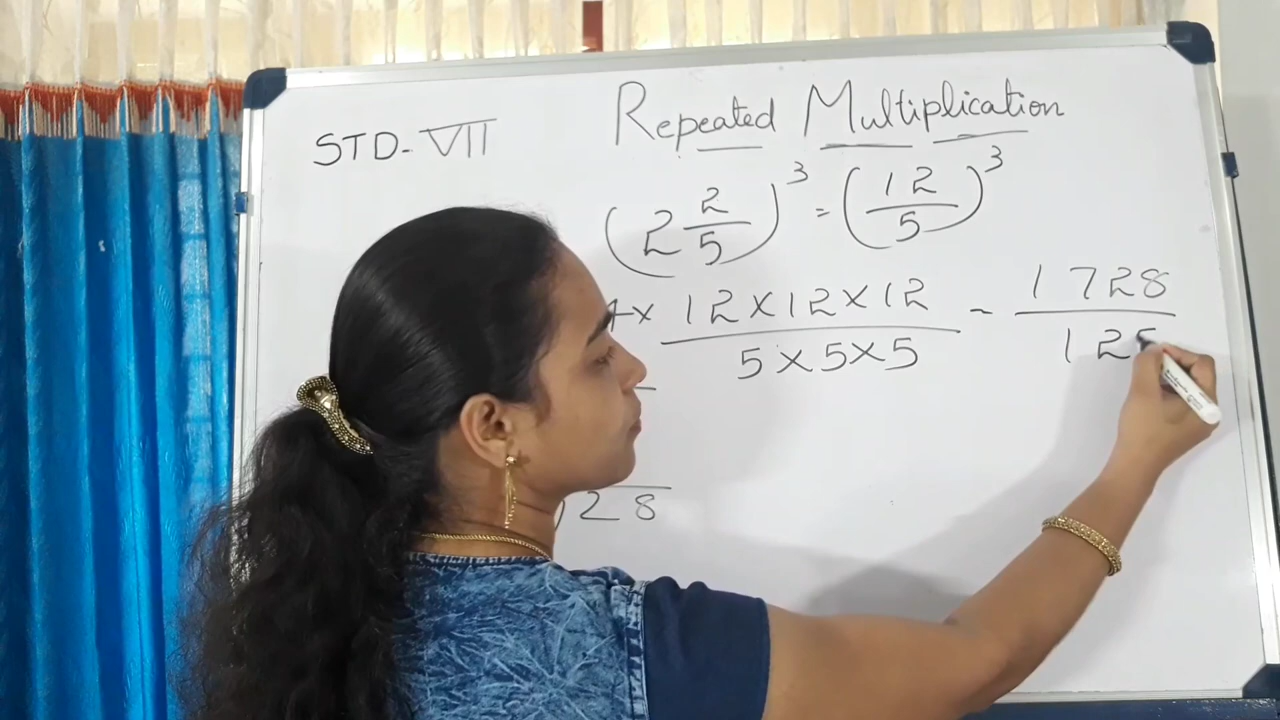 STD-VII
Repeated Multiplication
(2 2/5)³ = (12/5)³
12×12×12 / 5×5×5 - 1728 / 125
28